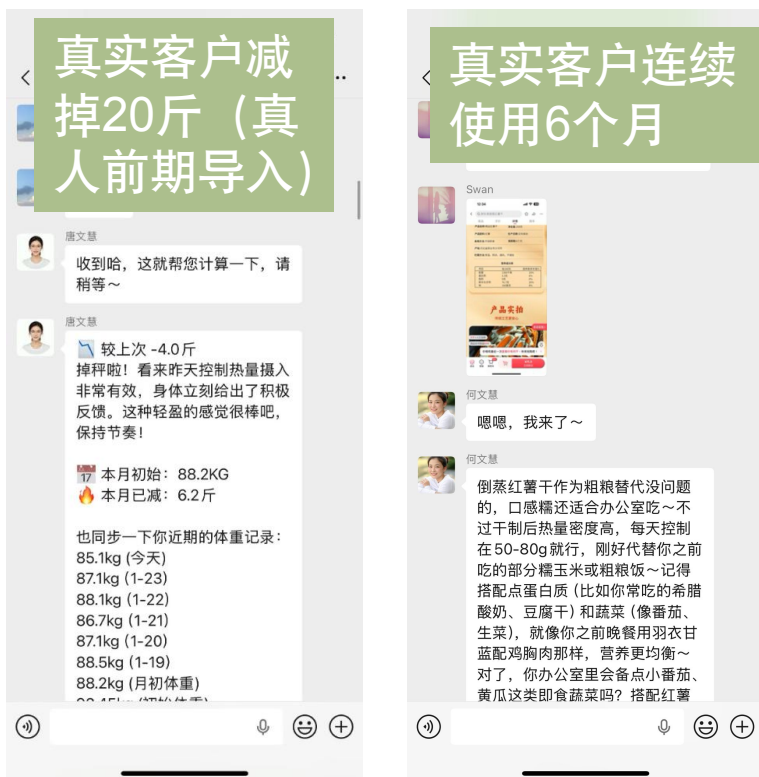 真实客户减
掉20斤（真
人前期导入）
唐文慧
收到哈，这就帮您计算一下，请
稍等～
唐文慧
📉 较上次 -4.0斤
掉秤啦！看来昨天控制热量摄入
非常有效，身体立刻给出了积极
反馈。这种轻盈的感觉很棒吧，
保持节奏！
📅 本月初始：88.2KG
🔥 本月已减：6.2斤
也同步一下你近期的体重记录：
85.1kg (今天)
87.1kg (1-23)
88.1kg (1-22)
86.7kg (1-21)
87.1kg (1-20)
88.5kg (1-19)
88.2kg (月初体重)
真实客户连续
使用6个月
Swan
产品实拍
何文慧
嗯嗯，我来了～
何文慧
倒蒸红薯干作为粗粮替代没问题
的，口感糯还适合办公室吃～不
过干制后热量密度高，每天控制
在50-80g就行，刚好代替你之前
吃的部分糯玉米或粗粮饭～记得
搭配点蛋白质（比如你常吃的希腊
酸奶、豆腐干）和蔬菜（像番茄、
生菜），就像你之前晚餐用羽衣甘
蓝配鸡胸肉那样，营养更均衡～
对了，你办公室里会备点小番茄、
黄瓜这类即食蔬菜吗？搭配红薯